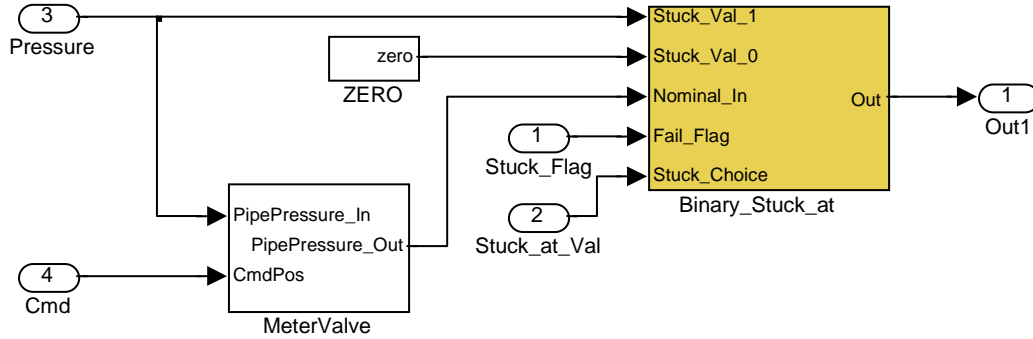 3
Pressure
zero
ZERO
Stuck_Val_1
Stuck_Val_0
Nominal_In
Fail_Flag
Stuck_Choice
Out
Binary_Stuck_at
1
Out1
1
Stuck_Flag
2
Stuck_at_Val
PipePressure_In
PipePressure_Out
CmdPos
MeterValve
4
Cmd